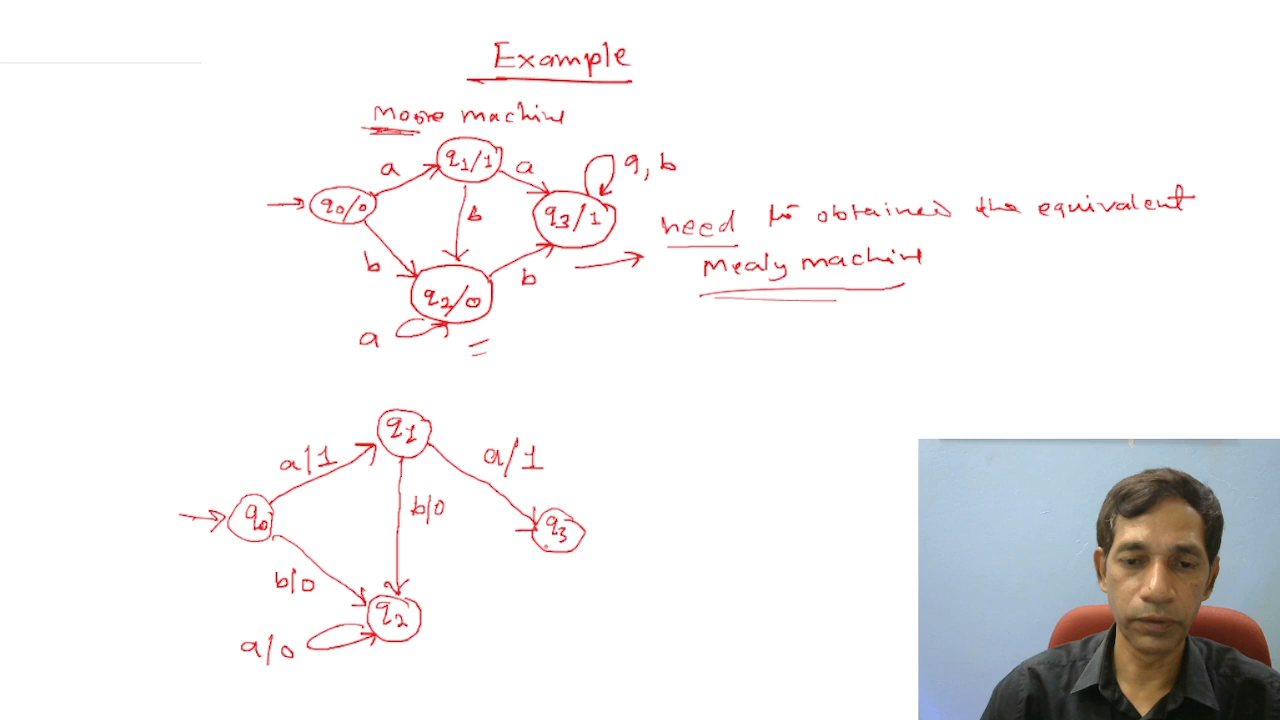 Example
Moore machine
q1/1
a
a
a, b
q0/0
b
q3/1
need to obtained the equivalent
Mealy machine
b
b
q2/0
a
q1
a/1
a/1
b/0
q0
q3
b/0
q2
a/0